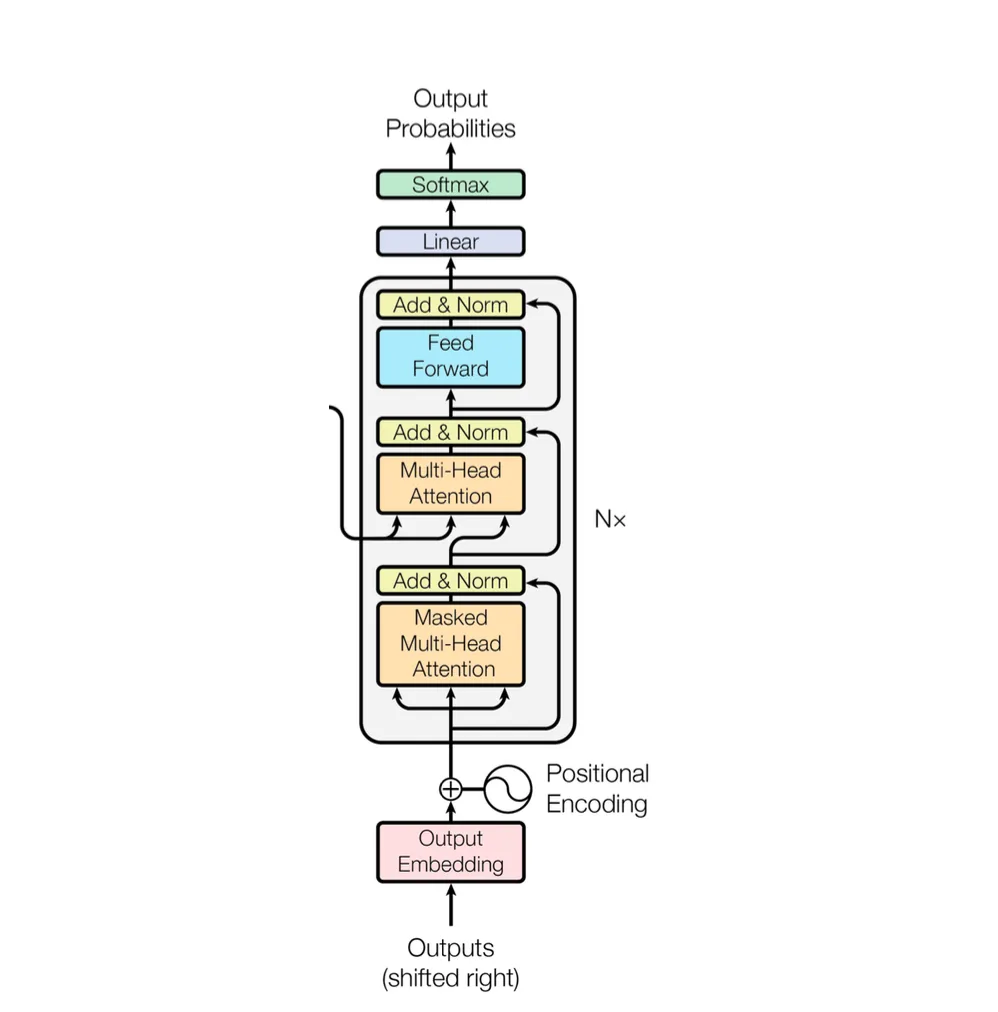 Output
Probabilities
Softmax
Linear
Add & Norm
Feed
Forward
Add & Norm
Multi-Head
Attention
N×
Add & Norm
Masked
Multi-Head
Attention
Positional
Encoding
Output
Embedding
Outputs
(shifted right)